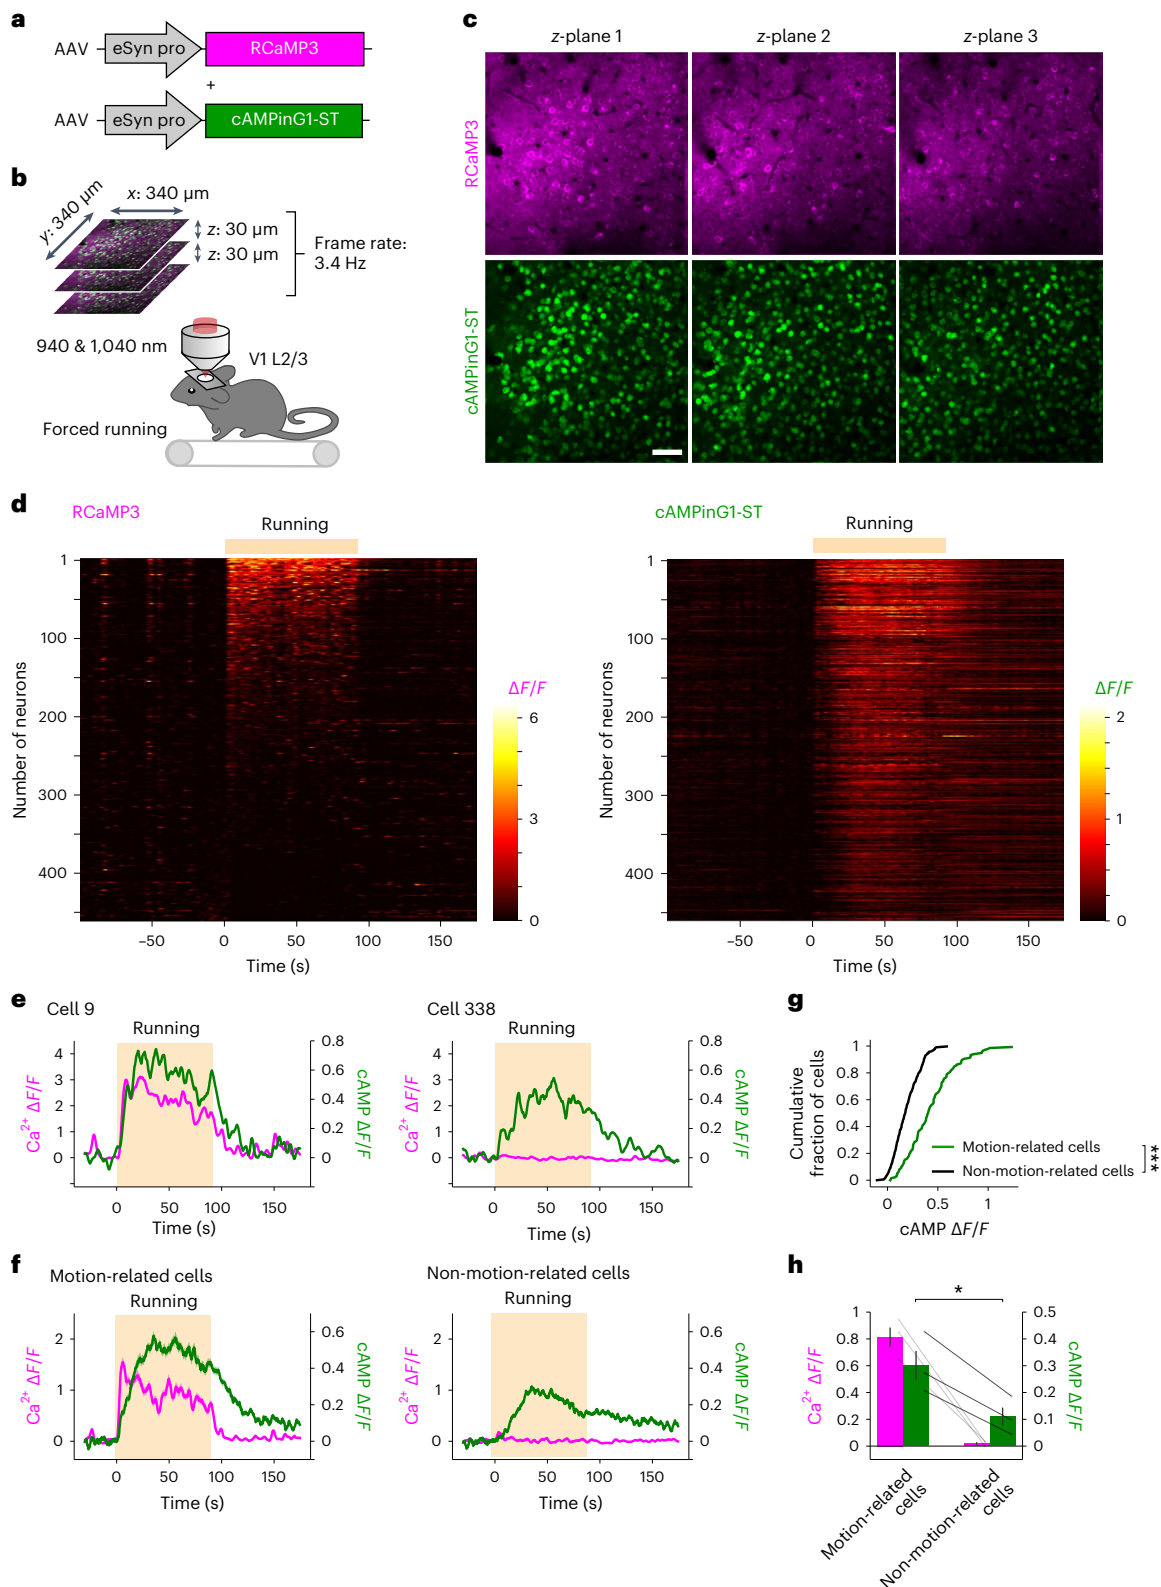 a
AAV eSyn pro RCaMP3
+
AAV eSyn pro cAMPinG1-ST
b
x: 340 µm
y: 340 µm
z: 30 µm
z: 30 µm
Frame rate:
3.4 Hz
940 & 1,040 nm
V1 L2/3
Forced running
c
z-plane 1 z-plane 2 z-plane 3
RCaMP3
cAMPinG1-ST
d
RCaMP3
Running
Number of neurons
1
100
200
300
400
−50 0 50 100 150
Time (s)
ΔF/F
6
3
0
cAMPinG1-ST
Running
Number of neurons
1
100
200
300
400
−50 0 50 100 150
Time (s)
ΔF/F
2
1
0
e
Cell 9
Running
Ca2+ ΔF/F
4
3
2
1
0
0.8
0.6
0.4
0.2
0
cAMP ΔF/F
0 50 100 150
Time (s)
Cell 338
Running
Ca2+ ΔF/F
4
3
2
1
0
0.8
0.6
0.4
0.2
0
cAMP ΔF/F
0 50 100 150
Time (s)
f
Motion-related cells
Running
Ca2+ ΔF/F
2
1
0
0.6
0.4
0.2
0
cAMP ΔF/F
0 50 100 150
Time (s)
Non-motion-related cells
Running
Ca2+ ΔF/F
2
1
0
0.6
0.4
0.2
0
cAMP ΔF/F
0 50 100 150
Time (s)
g
Cumulative
fraction of cells
1
0.8
0.6
0.4
0.2
0
Motion-related cells
Non-motion-related cells
***
0 0.5 1
cAMP ΔF/F
h
*
Ca2+ ΔF/F
1
0.8
0.6
0.4
0.2
0
0.5
0.4
0.3
0.2
0.1
0
cAMP ΔF/F
Motion-related
cells
Non-motion-related
cells